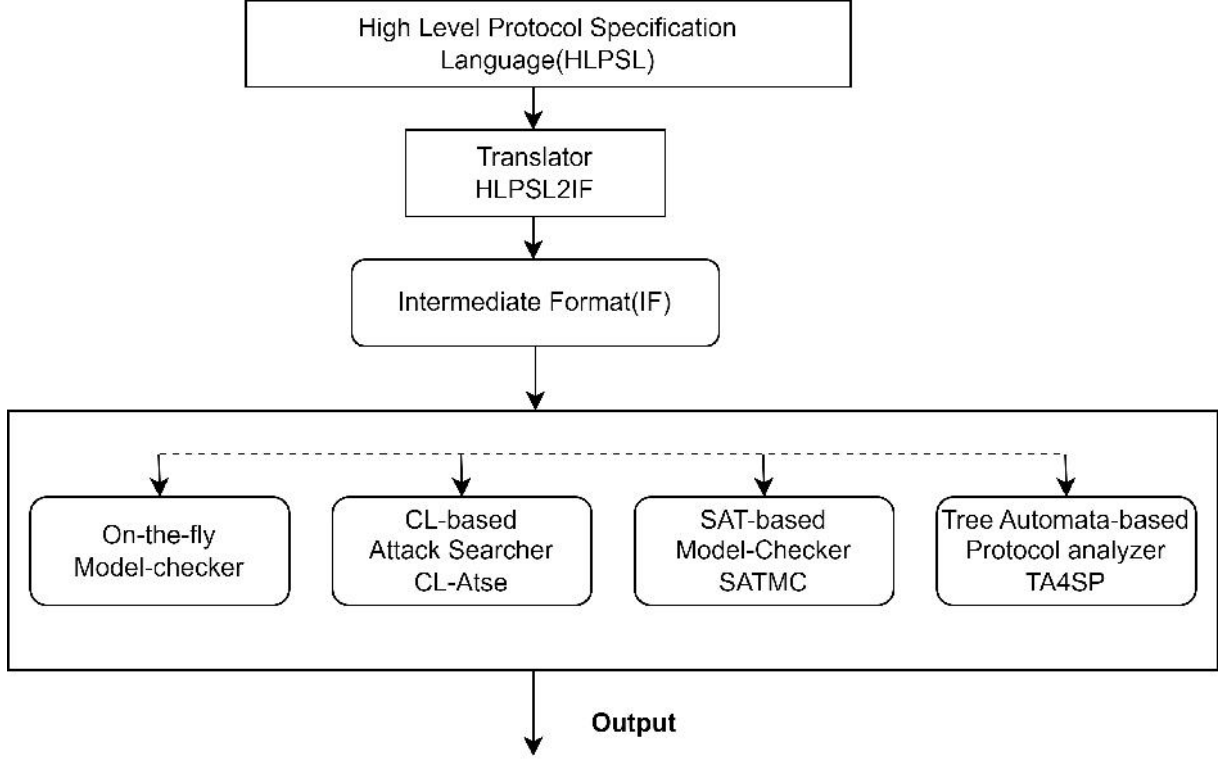 High Level Protocol Specification
Language(HLPSL)
Translator
HLPSL2IF
Intermediate Format(IF)
On-the-fly
Model-checker
CL-based
Attack Searcher
CL-Atse
SAT-based
Model-Checker
SATMC
Tree Automata-based
Protocol analyzer
TA4SP
Output